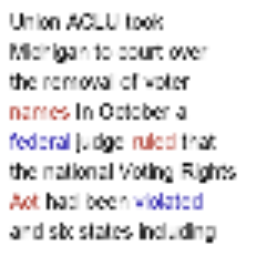 Union ACLU took
Michigan to court over
the removal of voter
names In October a
federal judge ruled that
the national Voting Rights
Act had been violated
and six states including